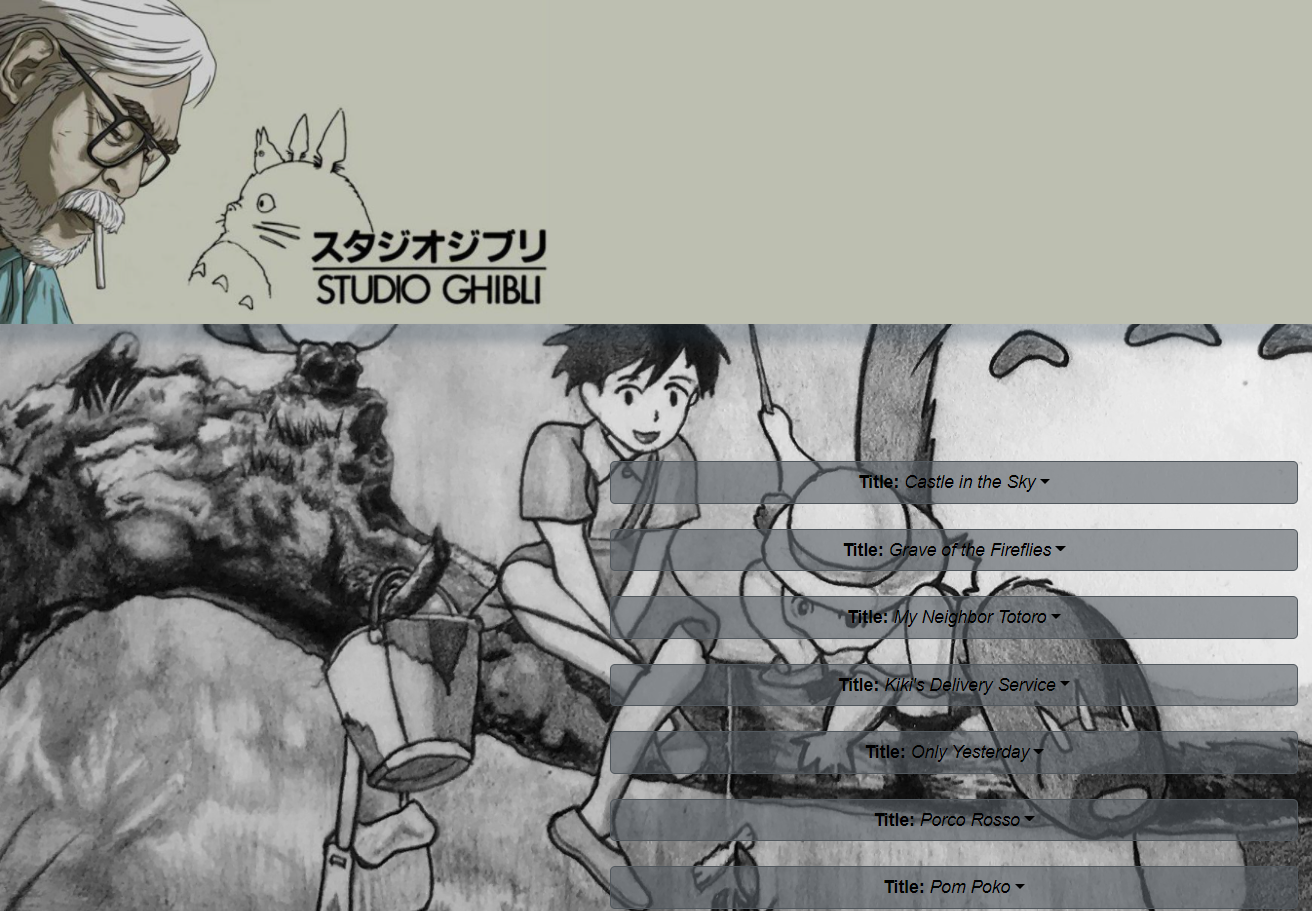 スタジオジブリ
STUDIO GHIBLI
Title: Castle in the Sky
Title: Grave of the Fireflies
Title: My Neighbor Totoro
Title: Kiki's Delivery Service
Title: Only Yesterday
Title: Porco Rosso
Title: Pom Poko